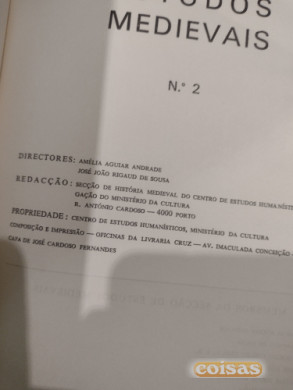 MEDIEVAIS
N.º 2
DIRECTORES: AMÉLIA AGUIAR ANDRADE
JOSÉ JOÃO RIGAUD DE SOUSA
REDACÇÃO: SECÇÃO DE HISTÓRIA MEDIEVAL DO CENTRO DE ESTUDOS
GAÇÃO DO MINISTÉRIO DA CULTURA
R. ANTÓNIO CARDOSO — 4000 PORTO
PROPRIEDADE: CENTRO DE ESTUDOS HUMANÍSTICOS, MINISTÉRIO DA CULTURA
COMPOSIÇÃO E IMPRESSÃO — OFICINAS DA LIVRARIA CRUZ — AV. IMACULADA
CAPA DE JOSÉ CARDOSO FERNANDES
coisas